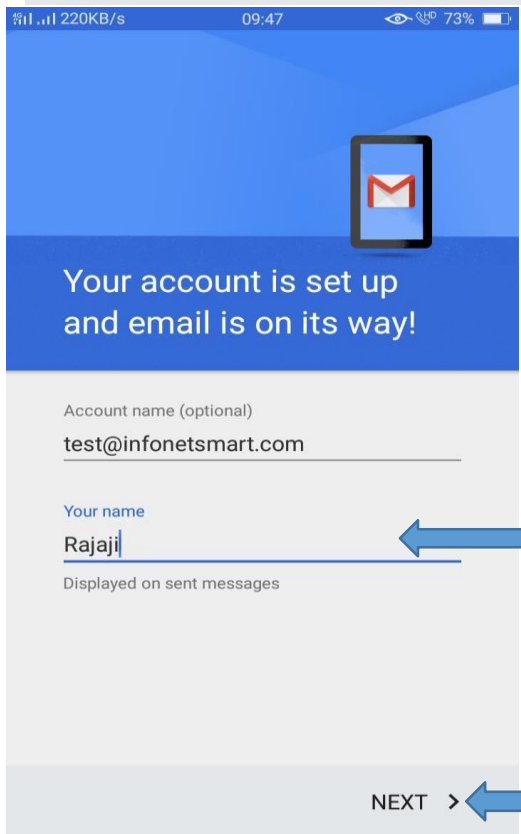 220KB/s 09:47 HD 73%
Your account is set up
and email is on its way!
Account name (optional)
test@infonetsmart.com
Your name
Rajaji
Displayed on sent messages
NEXT >